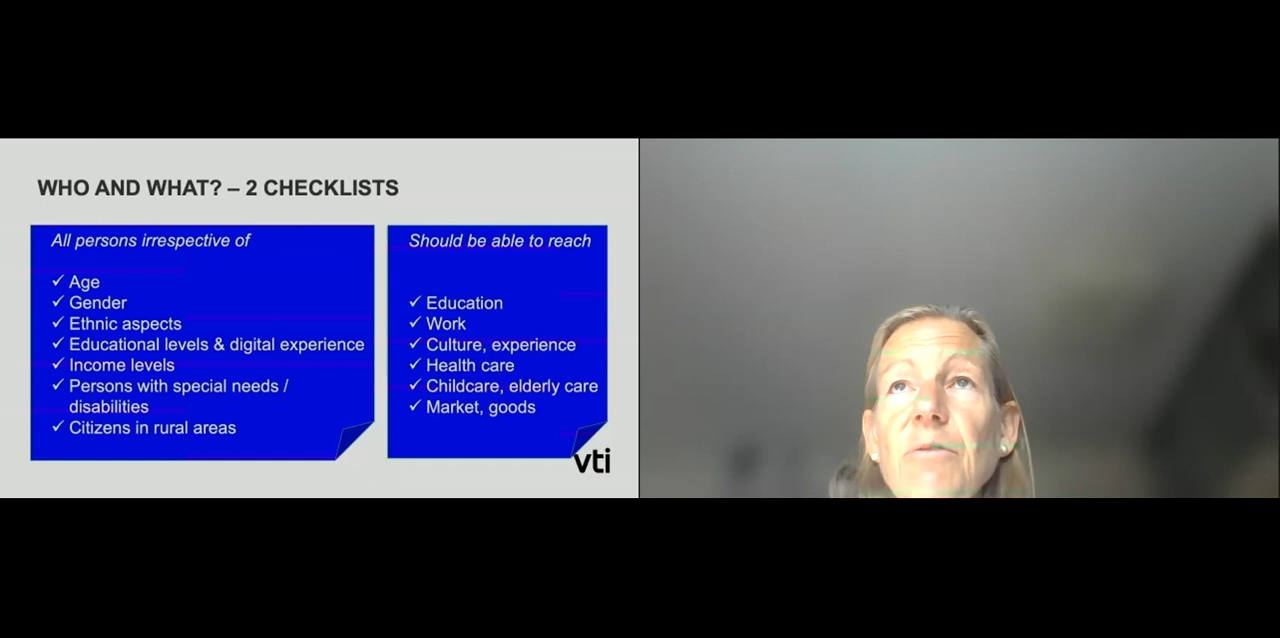 WHO AND WHAT? – 2 CHECKLISTS
All persons irrespective of
✓ Age
✓ Gender
✓ Ethnic aspects
✓ Educational levels & digital experience
✓ Income levels
✓ Persons with special needs /
disabilities
✓ Citizens in rural areas
Should be able to reach
✓ Education
✓ Work
✓ Culture, experience
✓ Health care
✓ Childcare, elderly care
✓ Market, goods
vti